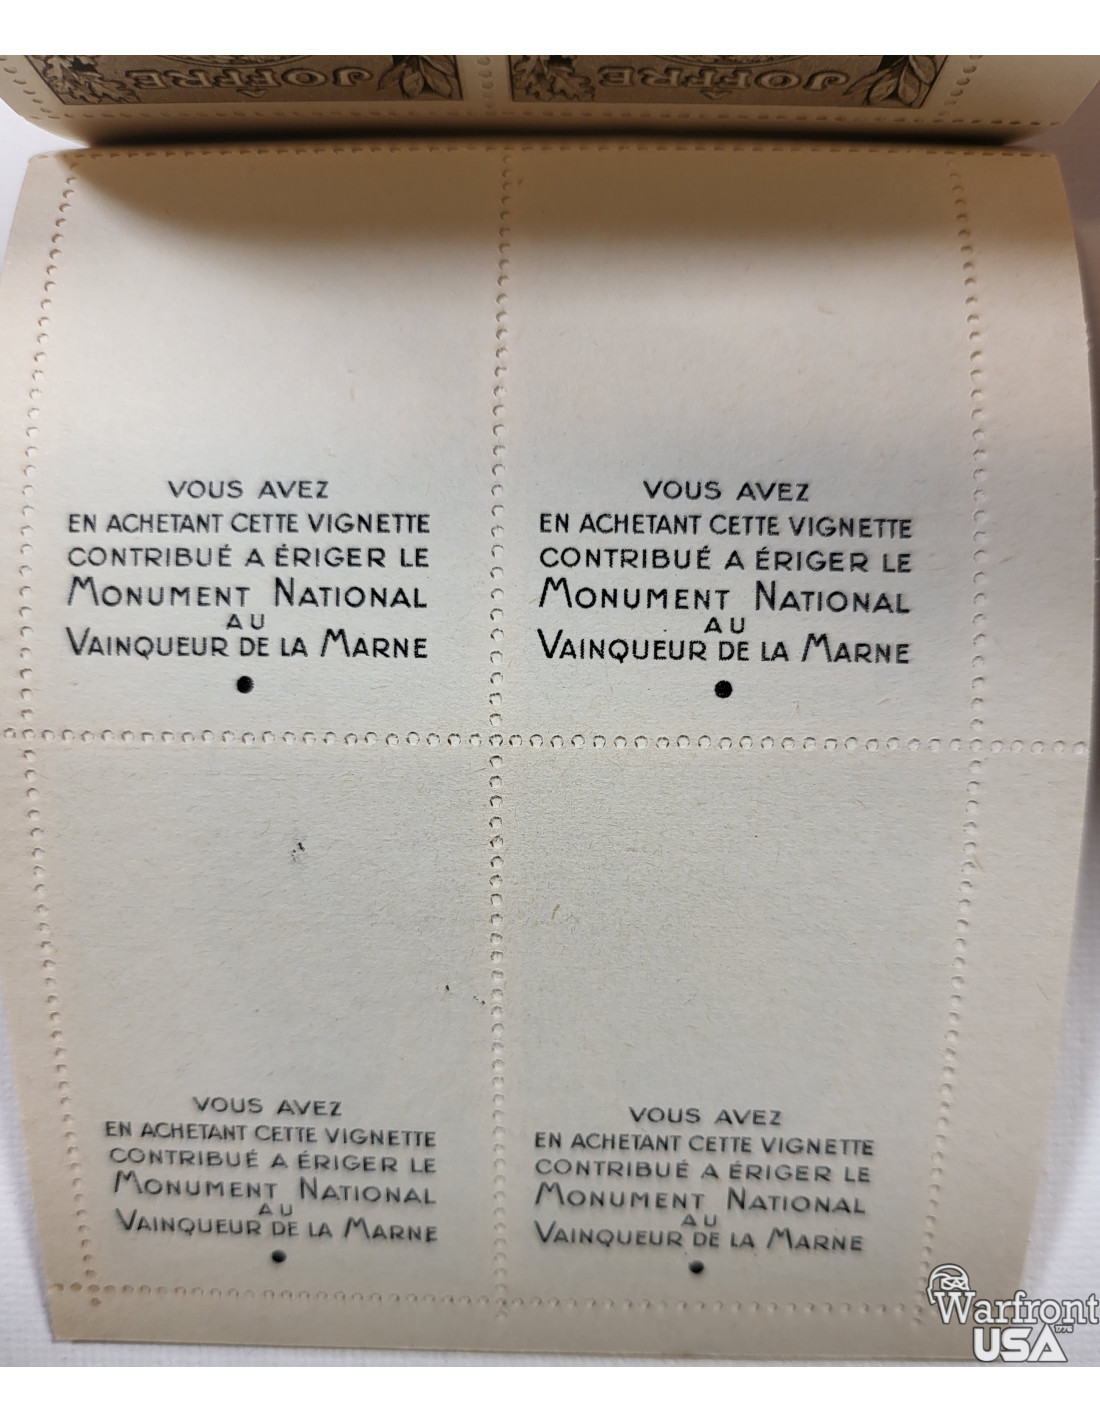 JOFFRE JOFFRE
VOUS AVEZ
EN ACHETANT CETTE VIGNETTE
CONTRIBUÉ A ÉRIGER LE
MONUMENT NATIONAL
AU
VAINQUEUR DE LA MARNE
VOUS AVEZ
EN ACHETANT CETTE VIGNETTE
CONTRIBUÉ A ÉRIGER LE
MONUMENT NATIONAL
AU
VAINQUEUR DE LA MARNE
VOUS AVEZ
EN ACHETANT CETTE VIGNETTE
CONTRIBUÉ A ÉRIGER LE
MONUMENT NATIONAL
AU
VAINQUEUR DE LA MARNE
VOUS AVEZ
EN ACHETANT CETTE VIGNETTE
CONTRIBUÉ A ÉRIGER LE
MONUMENT NATIONAL
AU
VAINQUEUR DE LA MARNE
Warfront
USA